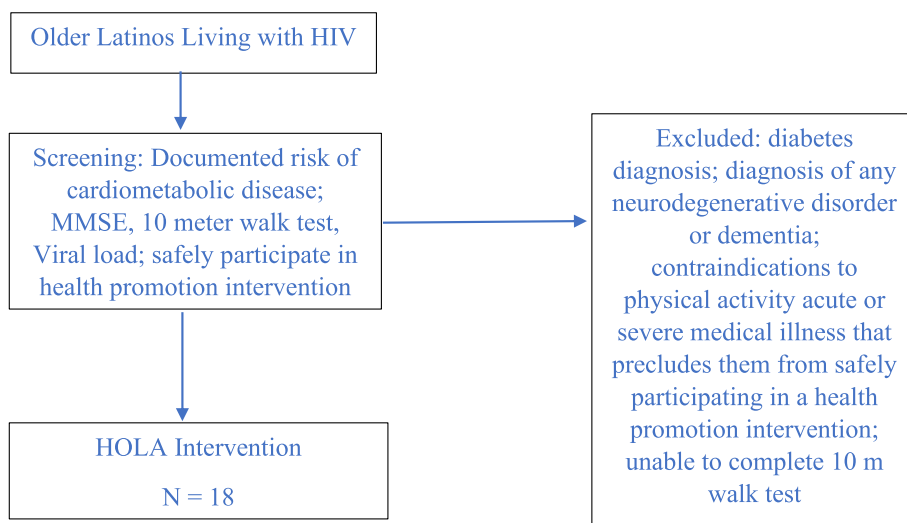 Older Latinos Living with HIV
Screening: Documented risk of
cardiometabolic disease;
MMSE, 10 meter walk test,
Viral load; safely participate in
health promotion intervention
Excluded: diabetes
diagnosis; diagnosis of any
neurodegenerative disorder
or dementia;
contraindications to
physical activity acute or
severe medical illness that
precludes them from safely
participating in a health
promotion intervention;
unable to complete 10 m
walk test
HOLA Intervention
N = 18